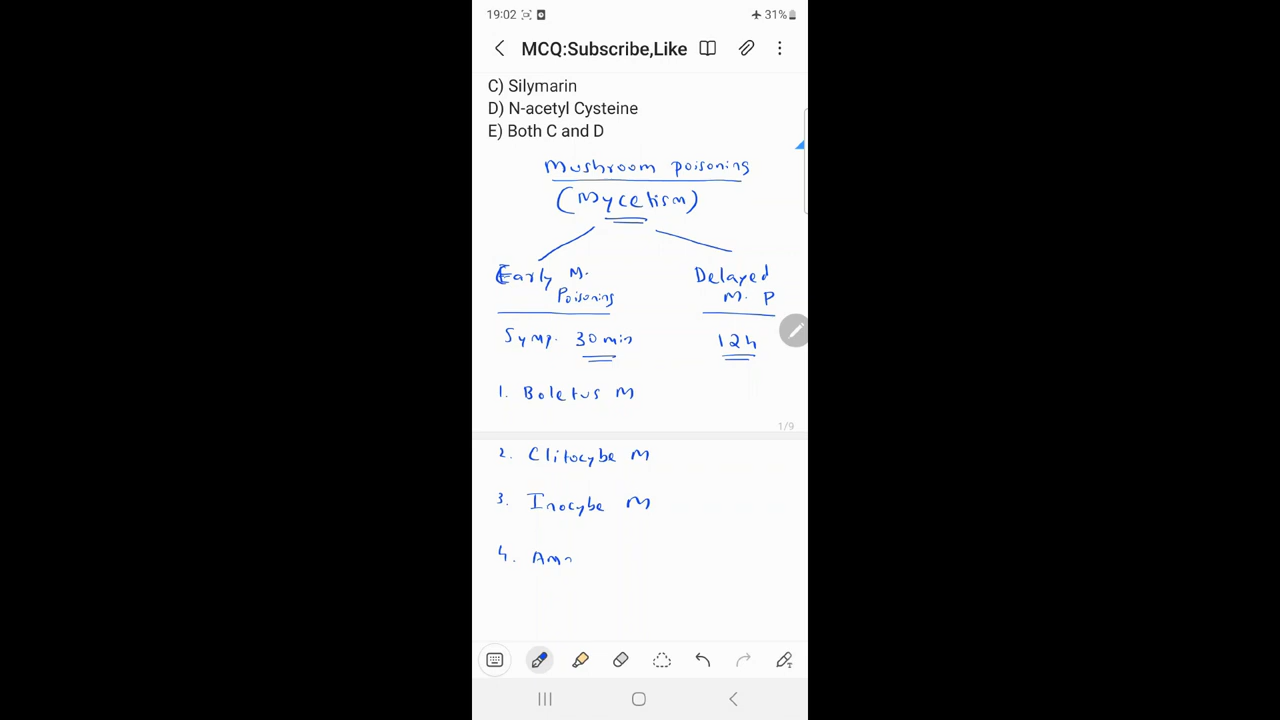 19:02 31%
MCQ:Subscribe,Like
C) Silymarin
D) N-acetyl Cysteine
E) Both C and D
Mushroom poisoning
(Mycetism)
Early M. Poisoning
Delayed M. P
Symp. 30 min
12h
1. Boletus M
1/9
2. Clitocybe M
3. Inocybe M
4. Am